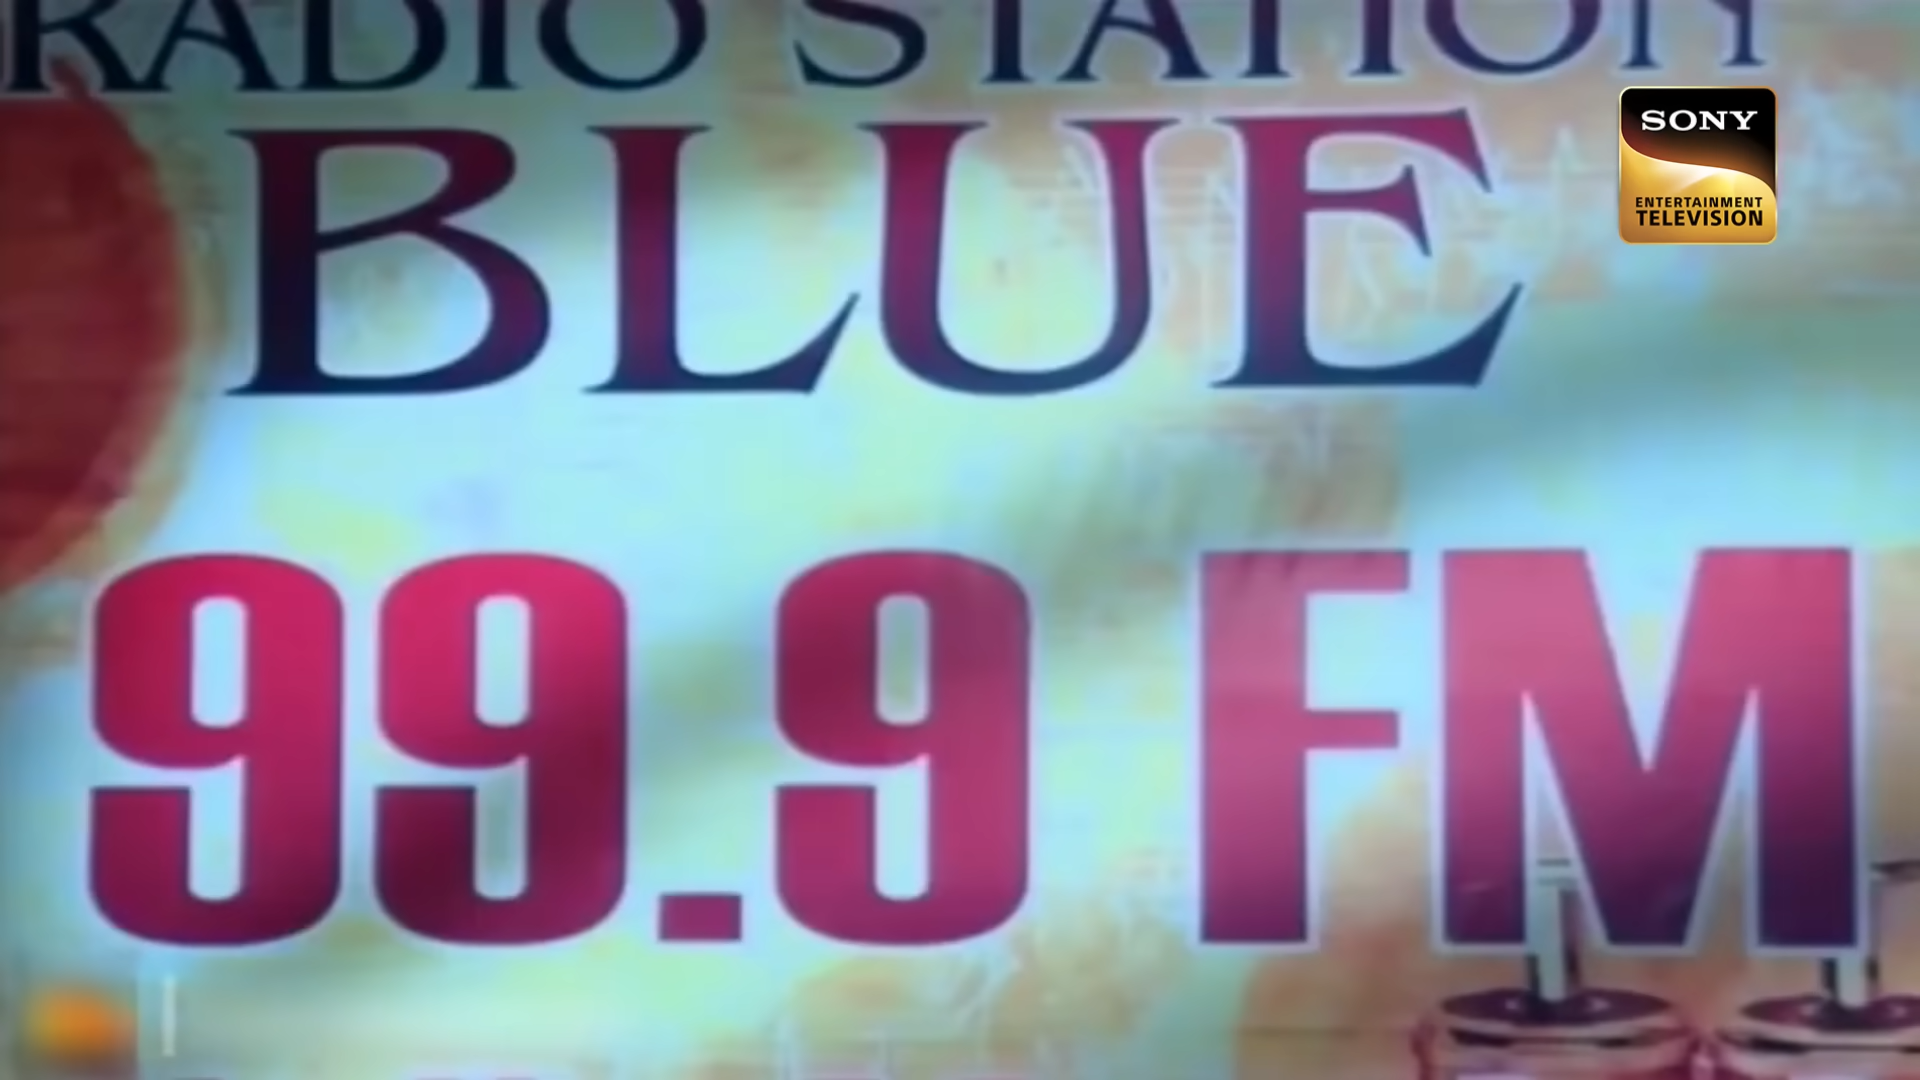 RADIO STATION
BLUE
SONY
ENTERTAINMENT
TELEVISION
99.9 FM